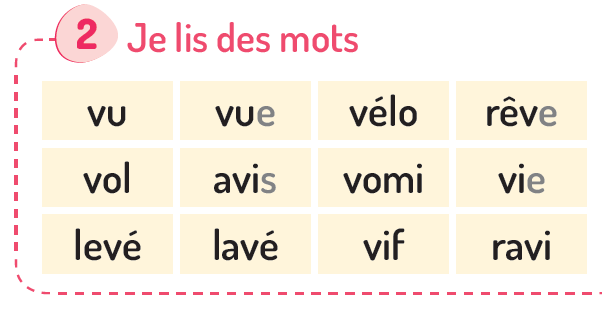 2 Je lis des mots
vu vue vélo rêve
vol avis vomi vie
levé lavé vif ravi